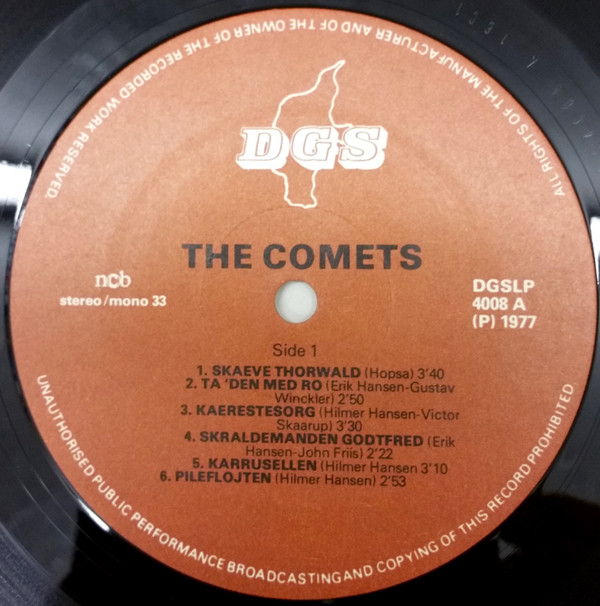 ALL RIGHTS OF THE MANUFACTURER AND OF THE OWNER OF THE RECORDED WORK RESERVED.
DGS
THE COMETS
ncb
stereo/mono 33
DGSLP
4008 A
(P) 1977
Side 1
1. SKAEVE THORWALD (Hopsa) 3'40
2. TA 'DEN MED RO (Erik Hansen-Gustav
Winckler) 2'50
3. KAERESTESORG (Hilmer Hansen-Victor
Skaarup) 3'30
4. SKRALDEMANDEN GODTFRED (Erik
Hansen-John Friis) 2'22
5. KARRUSELLEN (Hilmer Hansen 3'10
6. PILEFLOJTEN (Hilmer Hansen) 2'53
UNAUTHORISED PUBLIC PERFORMANCE BROADCASTING AND COPYING OF THIS RECORD PROHIBITED.